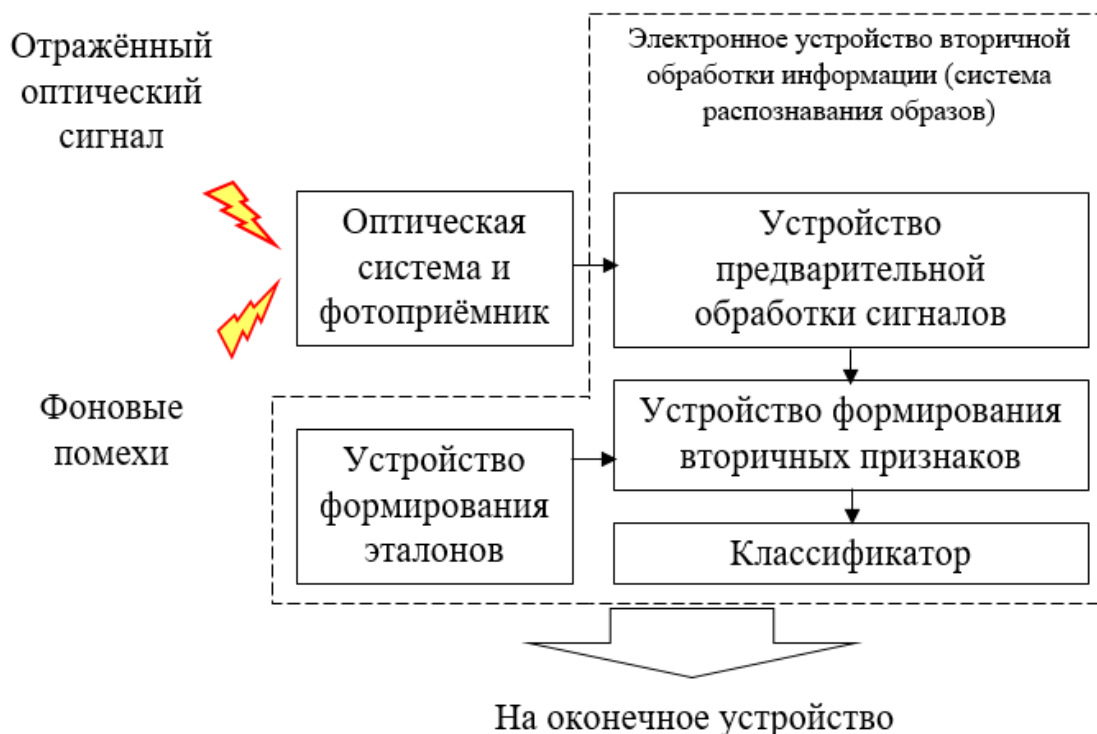 Отражённый
оптический
сигнал
Электронное устройство вторичной
обработки информации (система
распознавания образов)
Оптическая
система и
фотоприёмник
Устройство
предварительной
обработки сигналов
Фоновые
помехи
Устройство формирования
вторичных признаков
Устройство
формирования
эталонов
Классификатор
На оконечное устройство